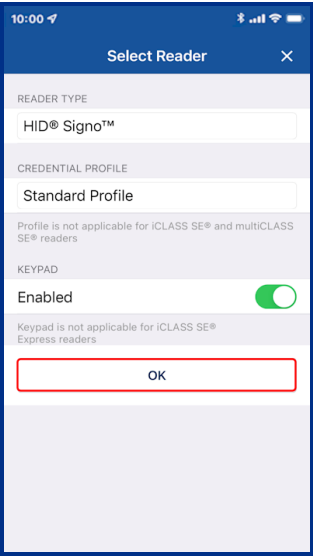 10:00
Select Reader
READER TYPE
HID® Signo™
CREDENTIAL PROFILE
Standard Profile
Profile is not applicable for iCLASS SE® and multiCLASS
SE® readers
KEYPAD
Enabled
Keypad is not applicable for iCLASS SE®
Express readers
OK